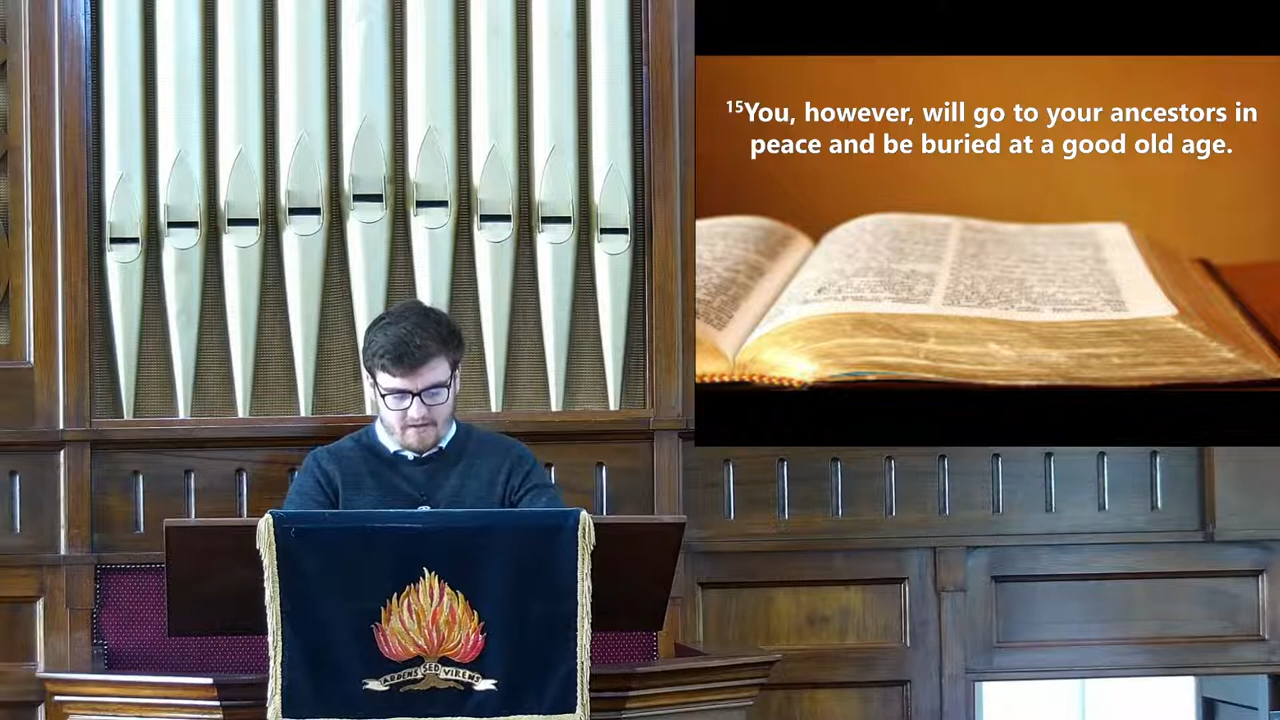 ¹⁵You, however, will go to your ancestors in
peace and be buried at a good old age.
ARDENS SED VIRENS